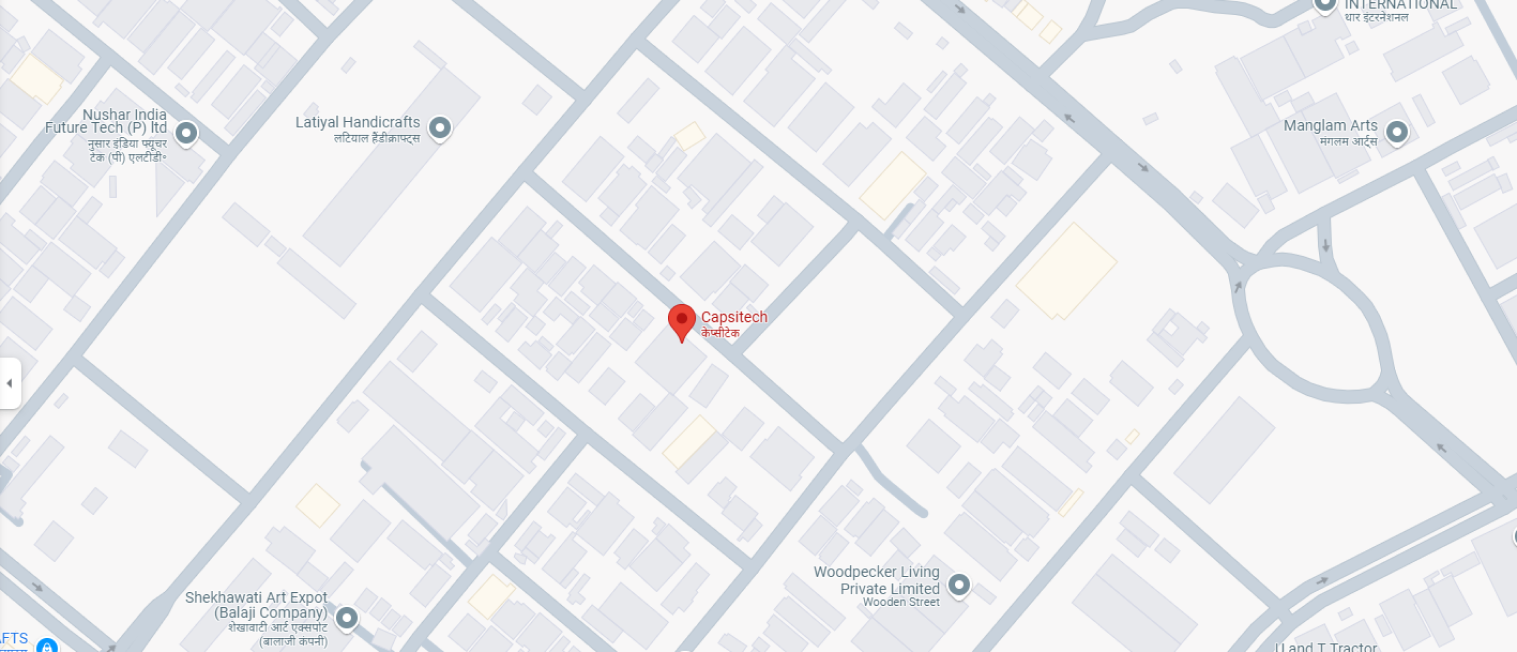 INTERNATIONAL
थार इंटरनेशनल
Nushar India
Future Tech (P) ltd
नुसार इंडिया फ्यूचर
टेक (पी) एलटीडी॰
Latiyal Handicrafts
लटियाल हैंडीक्राफ्ट्स
Manglam Arts
मंगलम आर्ट्स
Capsitech
केप्सीटेक
Woodpecker Living
Private Limited
Wooden Street
Shekhawati Art Expot
(Balaji Company)
शेखावाटी आर्ट एक्सपोट
(बालाजी कंपनी)
AFTS
U and T Tractor